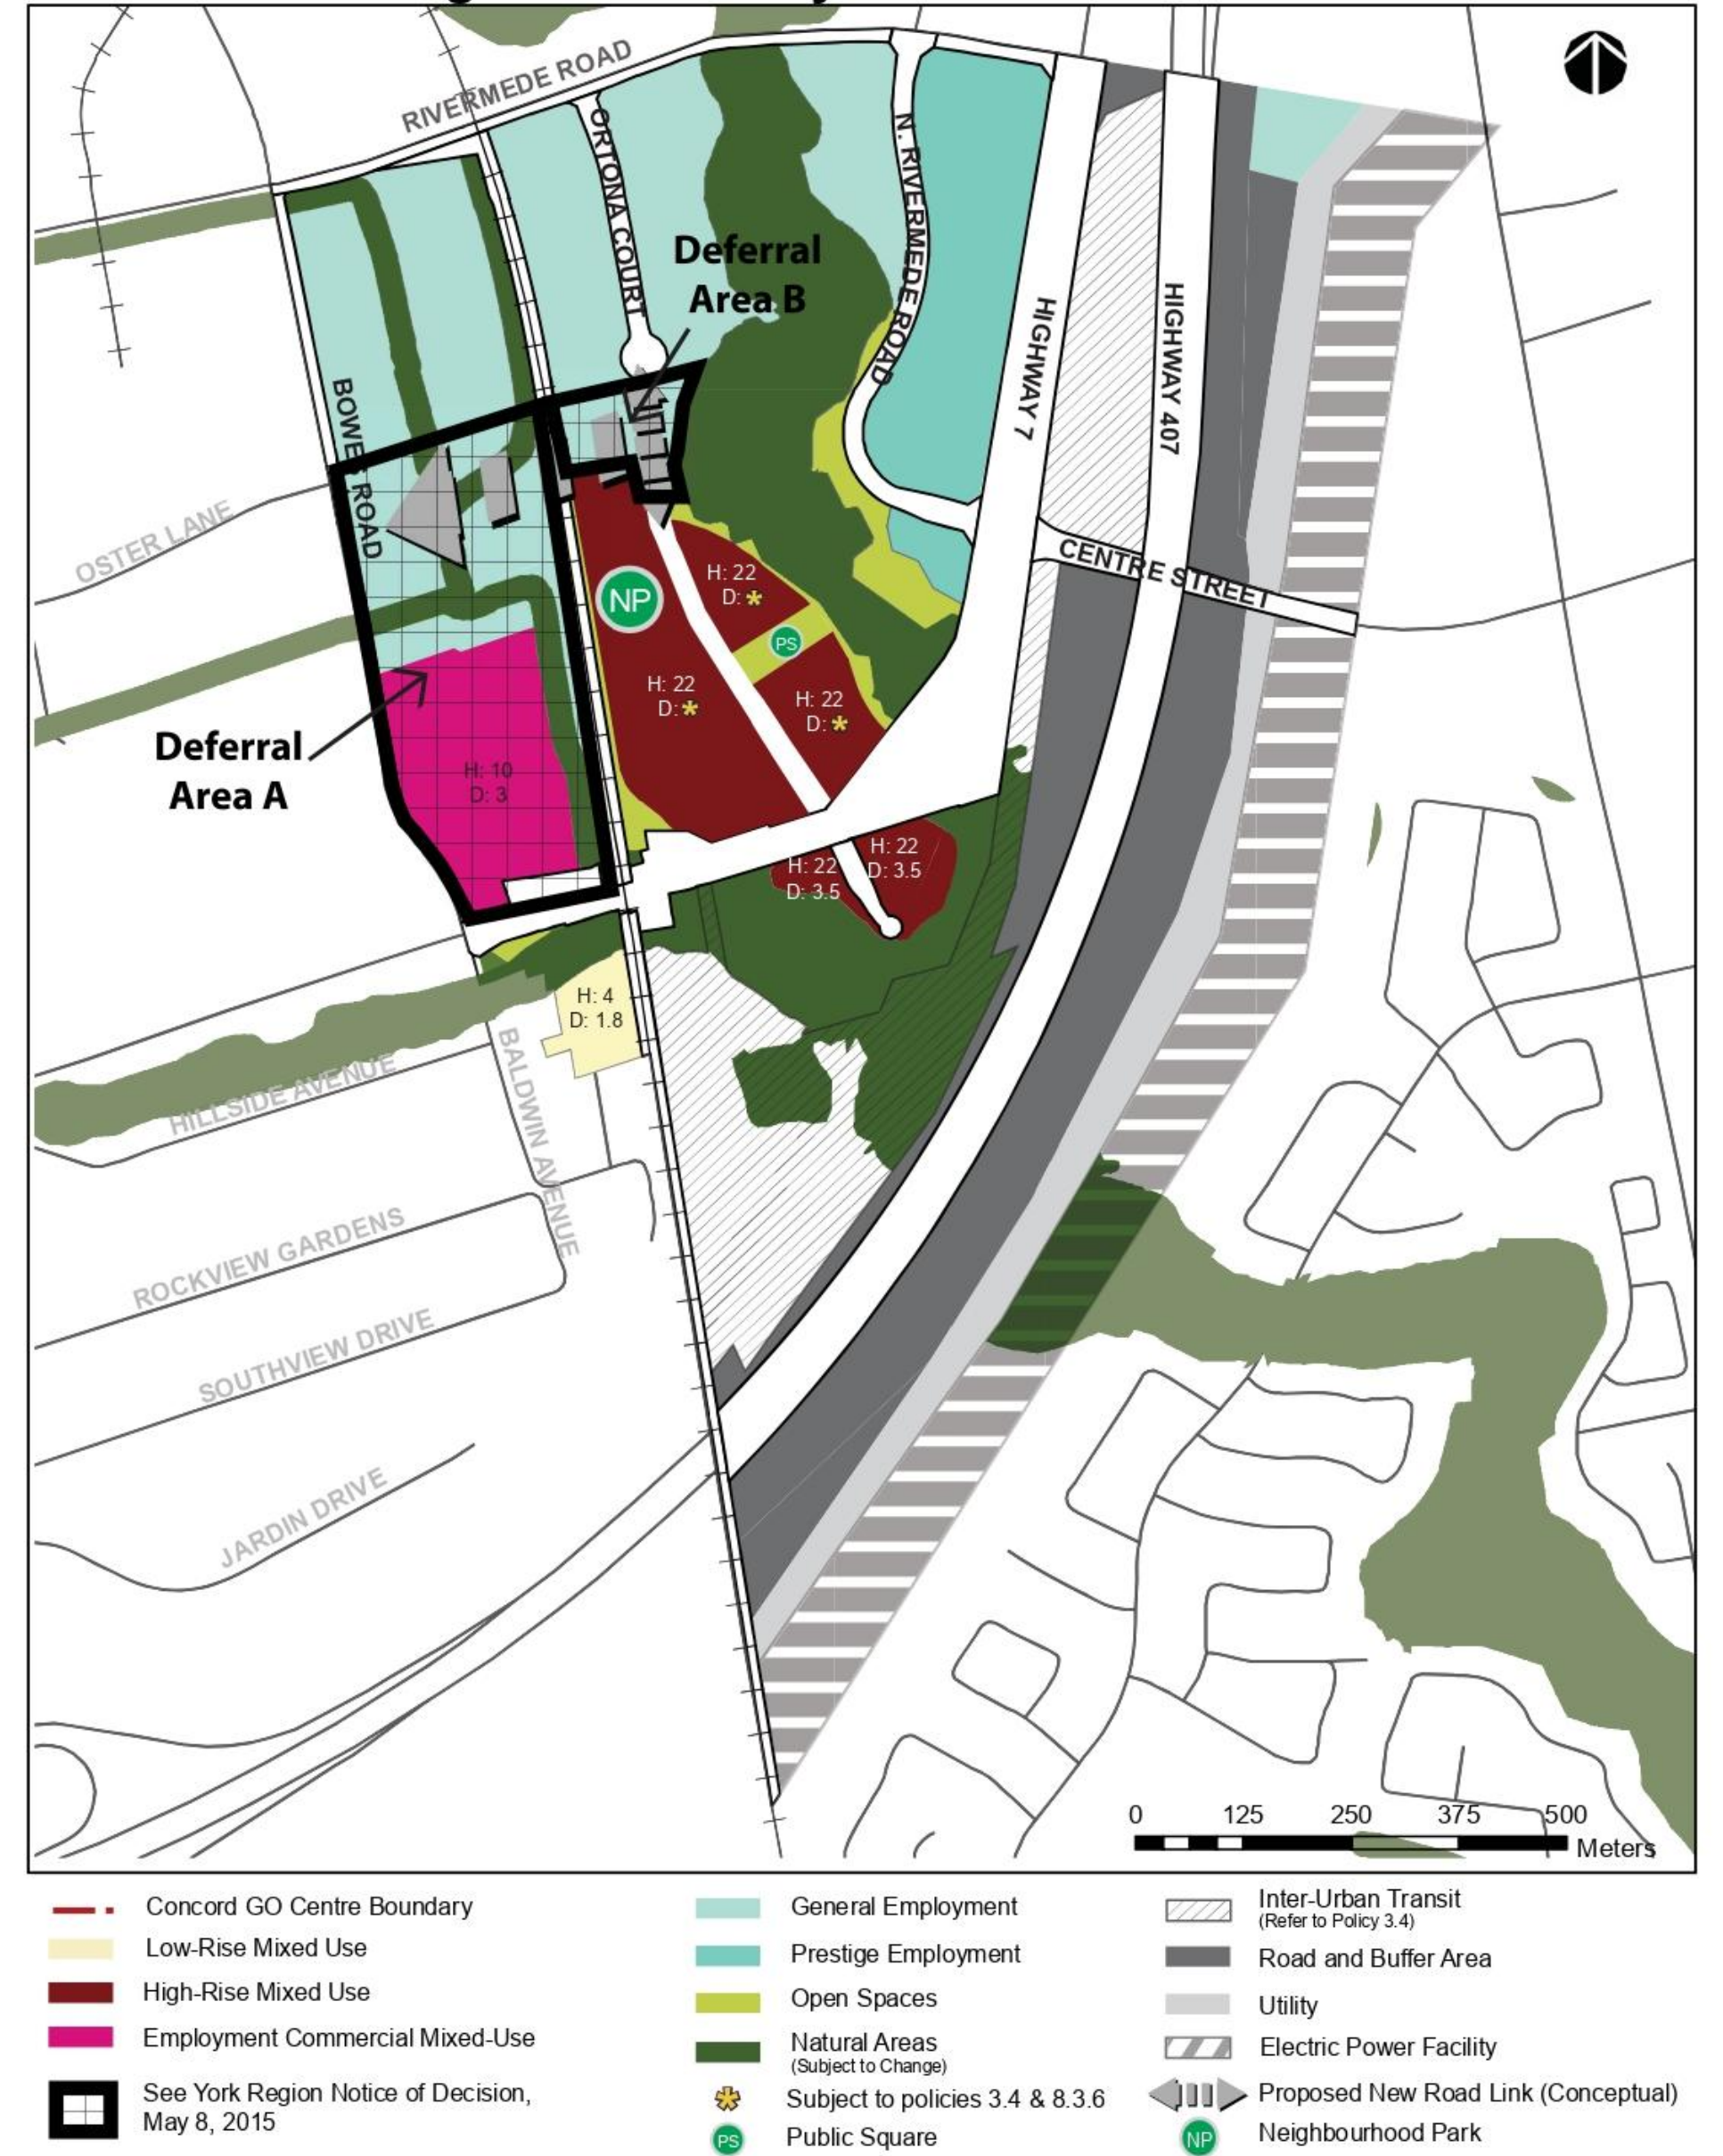 RIVERMEDE ROAD
ORTONA COURT
N. RIVERMEDE ROAD
Deferral
Area B
HIGHWAY 7
HIGHWAY 407
BOWES ROAD
OSTER LANE
CENTRE STREET
NP
H: 22
D:*
PS
H: 22
D:*
H: 22
D:*
Deferral
Area A
H: 10
D: 3
H: 22
D: 3.5
H: 22
D: 3.5
H: 4
D: 1.8
BALDWIN AVENUE
HILLSIDE AVENUE
ROCKVIEW GARDENS
SOUTHVIEW DRIVE
JARDIN DRIVE
0 125 250 375 500
Meters
Concord GO Centre Boundary
Low-Rise Mixed Use
High-Rise Mixed Use
Employment Commercial Mixed-Use
See York Region Notice of Decision,
May 8, 2015
General Employment
Prestige Employment
Open Spaces
Natural Areas
(Subject to Change)
Subject to policies 3.4 & 8.3.6
PS Public Square
Inter-Urban Transit
(Refer to Policy 3.4)
Road and Buffer Area
Utility
Electric Power Facility
Proposed New Road Link (Conceptual)
NP Neighbourhood Park